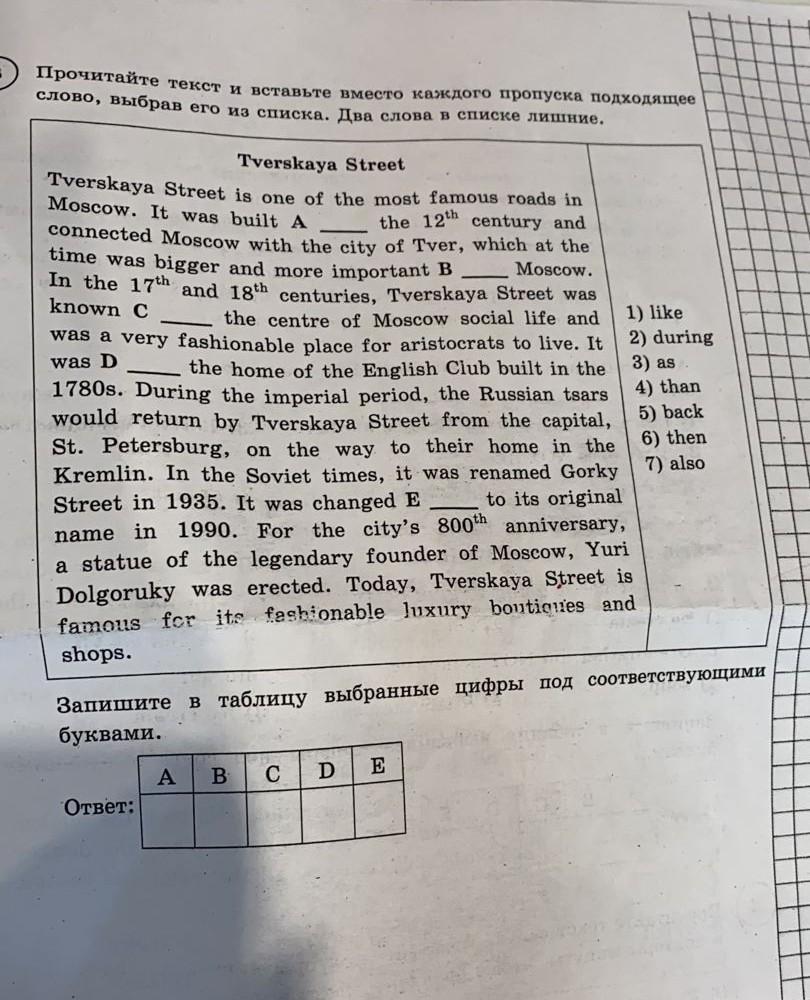 Прочитайте текст и вставьте вместо каждого пропуска подходящее
слово, выбрав его из списка. Два слова в списке лишние.
Tverskaya Street
Tverskaya Street is one of the most famous roads in
Moscow. It was built A ____ the 12th century and
connected Moscow with the city of Tver, which at the
time was bigger and more important B ____ Moscow.
In the 17th and 18th centuries, Tverskaya Street was
known C ____ the centre of Moscow social life and
was a very fashionable place for aristocrats to live. It
was D ____ the home of the English Club built in the
1780s. During the imperial period, the Russian tsars
would return by Tverskaya Street from the capital,
St. Petersburg, on the way to their home in the
Kremlin. In the Soviet times, it was renamed Gorky
Street in 1935. It was changed E ____ to its original
name in 1990. For the city's 800th anniversary,
a statue of the legendary founder of Moscow, Yuri
Dolgoruky was erected. Today, Tverskaya Street is
famous for its fashionable luxury boutiques and
shops.
1) like
2) during
3) as
4) than
5) back
6) then
7) also
Запишите в таблицу выбранные цифры под соответствующими
буквами.
A B C D E
Ответ: